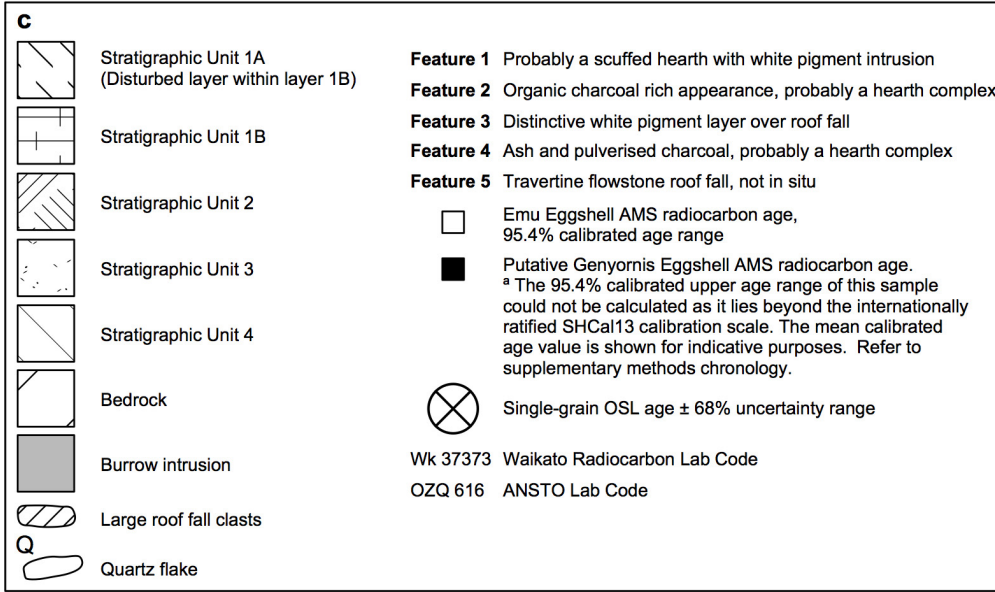 c
Stratigraphic Unit 1A
(Disturbed layer within layer 1B)
Stratigraphic Unit 1B
Stratigraphic Unit 2
Stratigraphic Unit 3
Stratigraphic Unit 4
Bedrock
Burrow intrusion
Large roof fall clasts
Q
Quartz flake
Feature 1 Probably a scuffed hearth with white pigment intrusion
Feature 2 Organic charcoal rich appearance, probably a hearth complex
Feature 3 Distinctive white pigment layer over roof fall
Feature 4 Ash and pulverised charcoal, probably a hearth complex
Feature 5 Travertine flowstone roof fall, not in situ
Emu Eggshell AMS radiocarbon age,
95.4% calibrated age range
Putative Genyornis Eggshell AMS radiocarbon age.
ª The 95.4% calibrated upper age range of this sample
could not be calculated as it lies beyond the internationally
ratified SHCal13 calibration scale. The mean calibrated
age value is shown for indicative purposes. Refer to
supplementary methods chronology.
Single-grain OSL age ± 68% uncertainty range
Wk 37373 Waikato Radiocarbon Lab Code
OZQ 616 ANSTO Lab Code